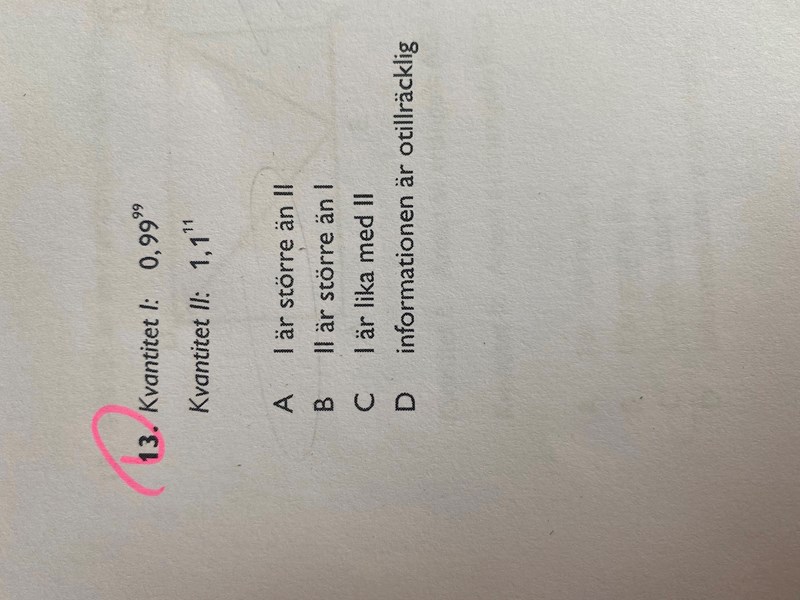 13. Kvantitet I: 0,99⁹⁹
Kvantitet II: 1,1¹¹
A I är större än II
B II är större än I
C I är lika med II
D informationen är otillräcklig